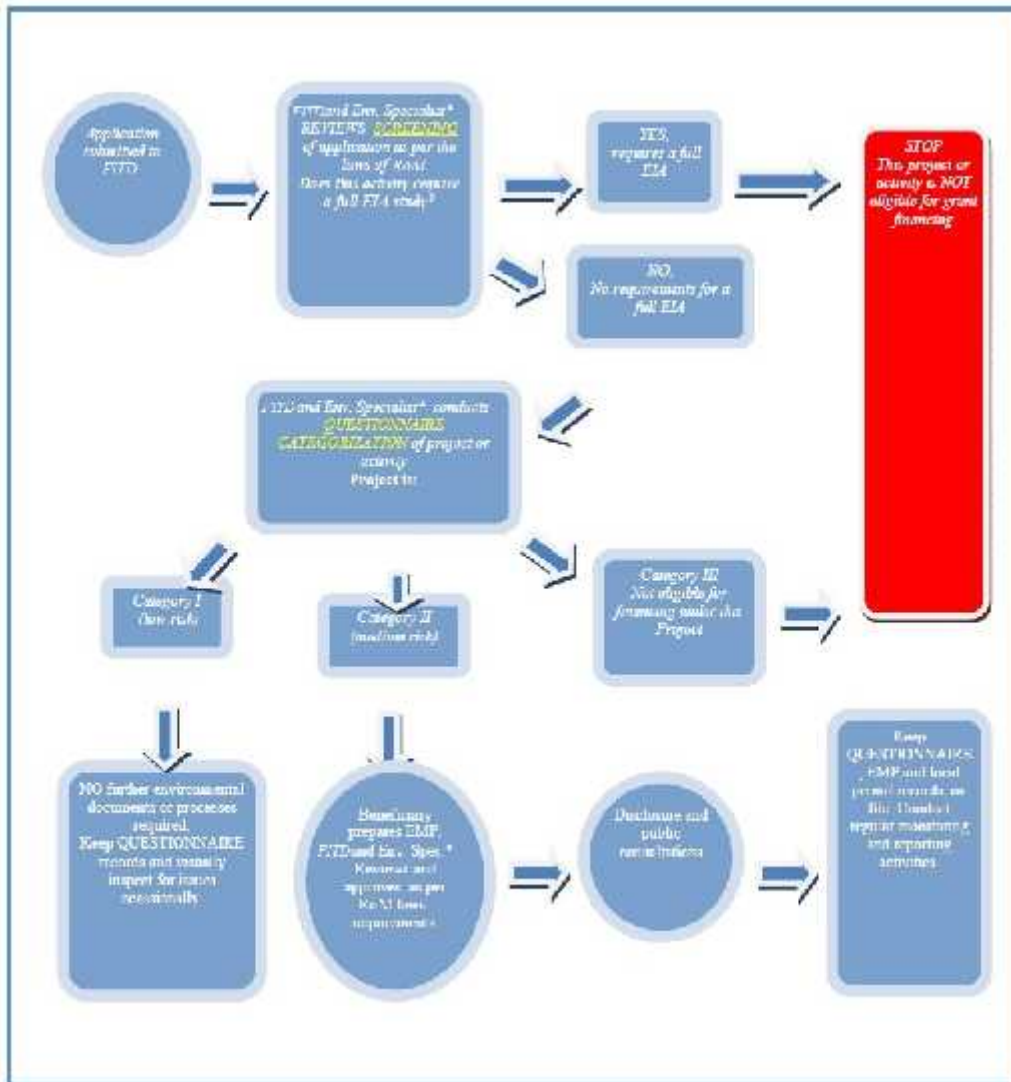 Application
submitted to
FITD
FITD and Env. Specialist*
REVIEWS SCREENING
of application as per the
laws of RoM
Does this activity require
a full EIA study?
YES,
requires a full
EIA
STOP
This project or
activity is NOT
eligible for grant
financing
NO,
No requirements for a
full EIA
FITD and Env. Specialist* conducts
QUESTIONNAIRE
CATEGORIZATION of project or
activity
Project is:
Category I
(low risk)
Category II
(medium risk)
Category III
Not eligible for
financing under this
Project
NO further environmental
documents or processes
required.
Keep QUESTIONNAIRE
records and visually
inspect for issues
occasionally
Beneficiary
prepares EMP,
FITD and Env. Spec.*
Reviews and
approves as per
RoM laws
requirements
Disclosure and
public
consultations
Keep
QUESTIONNAIRE
, EMP and local
permit records on
file. Conduct
regular monitoring
and reporting
activities